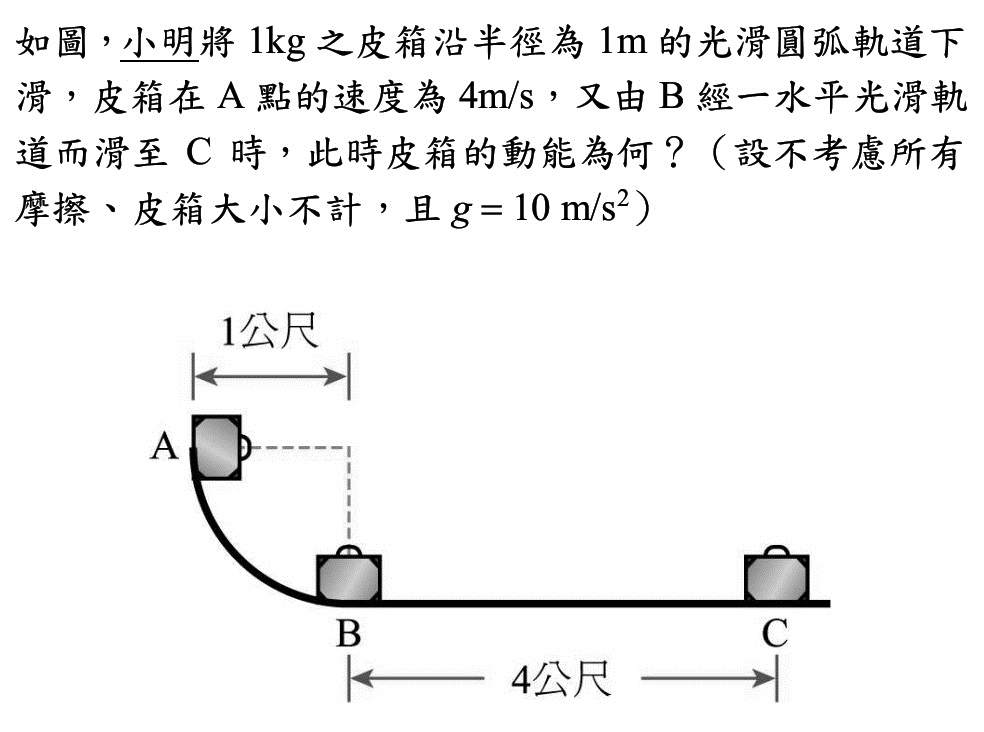 如圖，小明將 1kg 之皮箱沿半徑為 1m 的光滑圓弧軌道下
滑，皮箱在 A 點的速度為 4m/s，又由 B 經一水平光滑軌
道而滑至 C 時，此時皮箱的動能為何？（設不考慮所有
摩擦、皮箱大小不計，且 g = 10 m/s²）
1公尺
A
B
C
4公尺